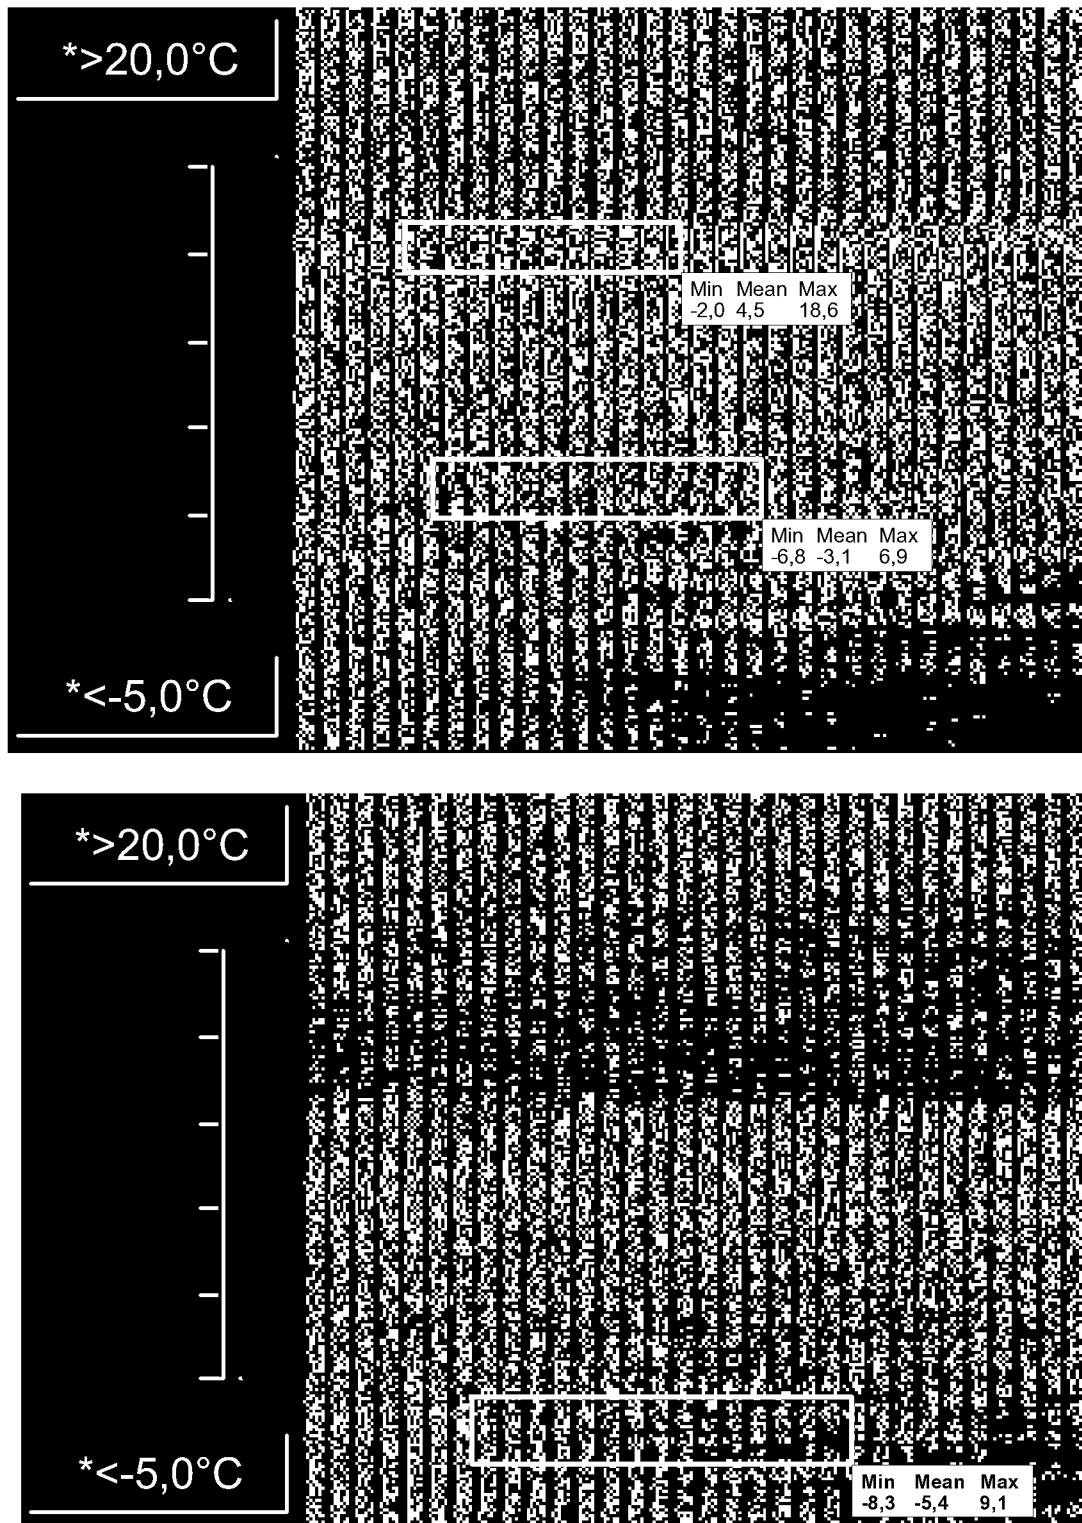 *>20,0°C
Min Mean Max
-2,0 4,5 18,6
Min Mean Max
-6,8 -3,1 6,9
*<-5,0°C
*>20,0°C
*<-5,0°C
Min Mean Max
-8,3 -5,4 9,1